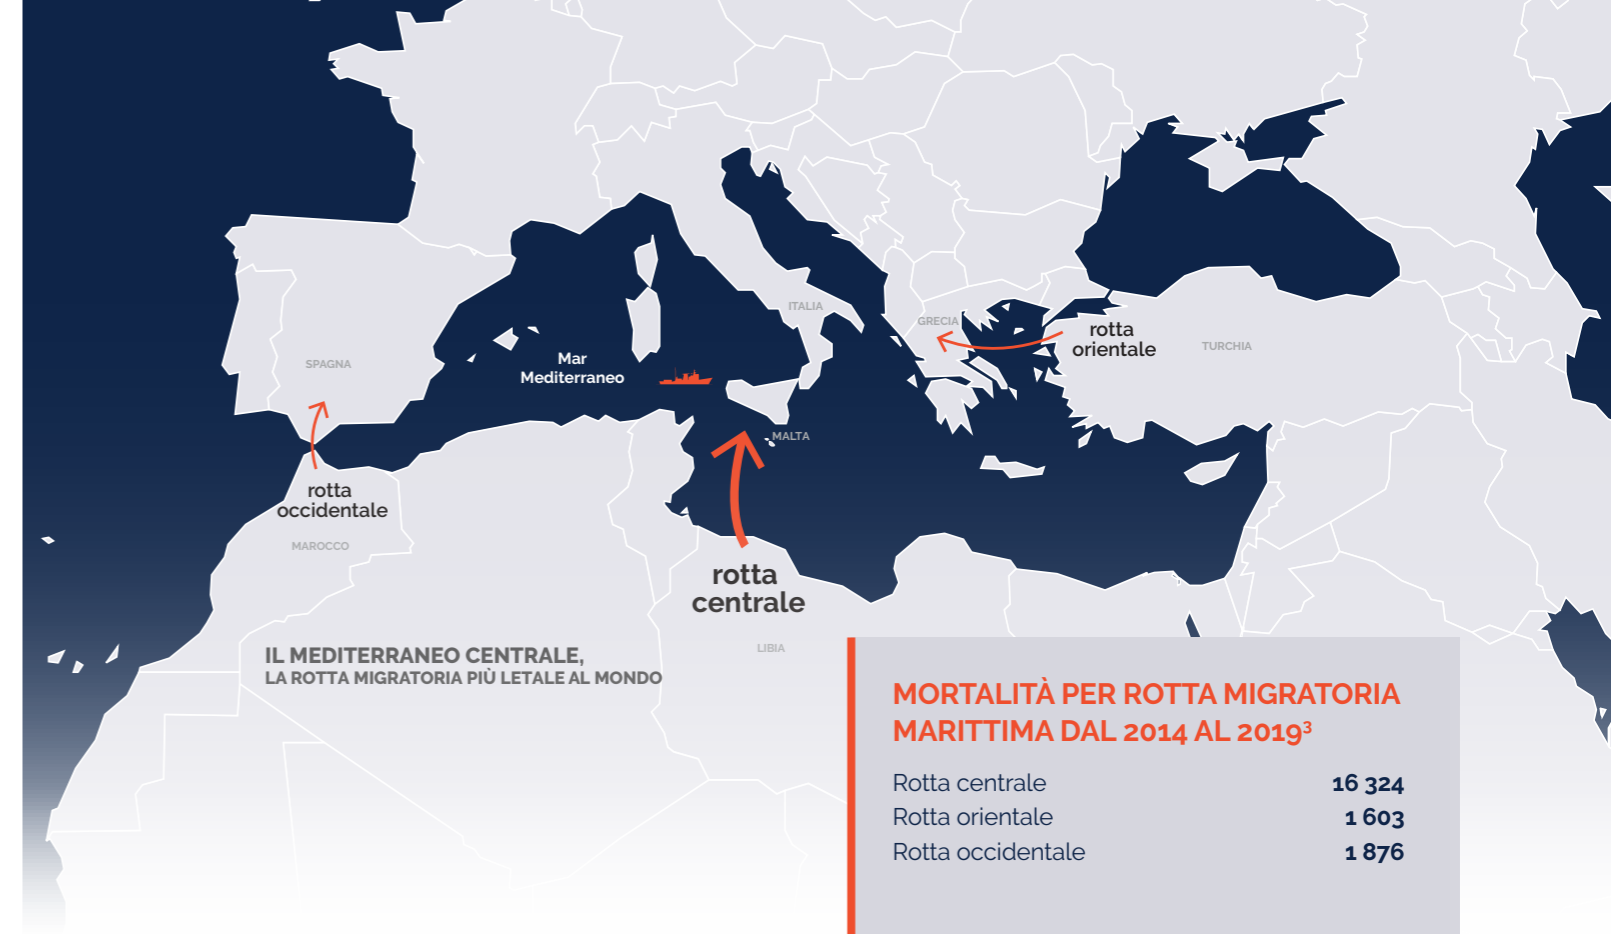 ITALIA
GRECIA
rotta
orientale
TURCHIA
SPAGNA
Mar
Mediterraneo
MALTA
rotta
occidentale
MAROCCO
rotta
centrale
LIBIA
IL MEDITERRANEO CENTRALE,
LA ROTTA MIGRATORIA PIÙ LETALE AL MONDO
MORTALITÀ PER ROTTA MIGRATORIA
MARITTIMA DAL 2014 AL 2019³
Rotta centrale 16 324
Rotta orientale 1 603
Rotta occidentale 1 876